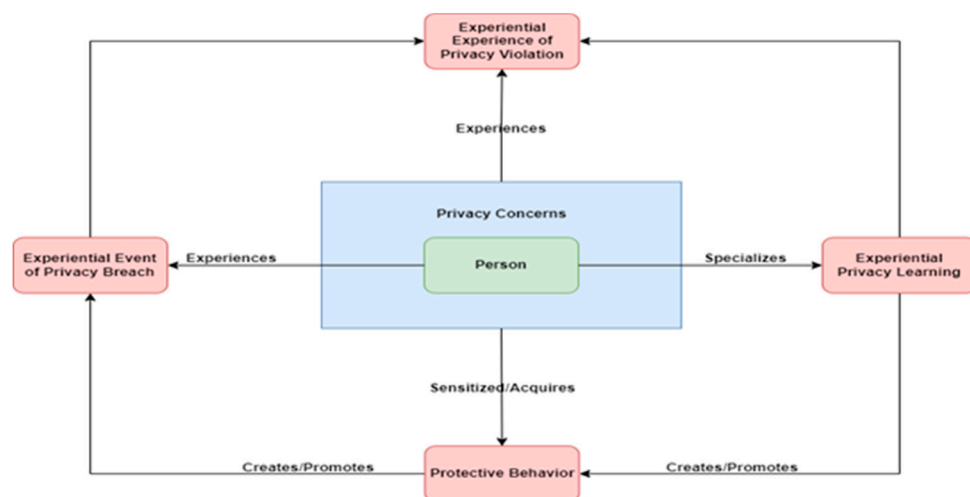 Experiential
Experience of
Privacy Violation
Experiences
Privacy Concerns
Experiential Event
of Privacy Breach
Experiences
Person
Specializes
Experiential
Privacy Learning
Sensitized/Acquires
Creates/Promotes
Protective Behavior
Creates/Promotes